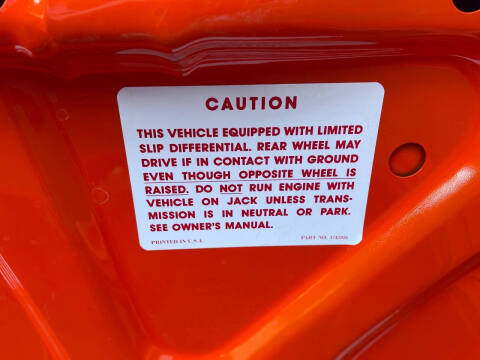 CAUTION
THIS VEHICLE EQUIPPED WITH LIMITED
SLIP DIFFERENTIAL. REAR WHEEL MAY
DRIVE IF IN CONTACT WITH GROUND
EVEN THOUGH OPPOSITE WHEEL IS
RAISED. DO NOT RUN ENGINE WITH
VEHICLE ON JACK UNLESS TRANS-
MISSION IS IN NEUTRAL OR PARK.
SEE OWNER'S MANUAL.
PRINTED IN U.S.A. PART NO.